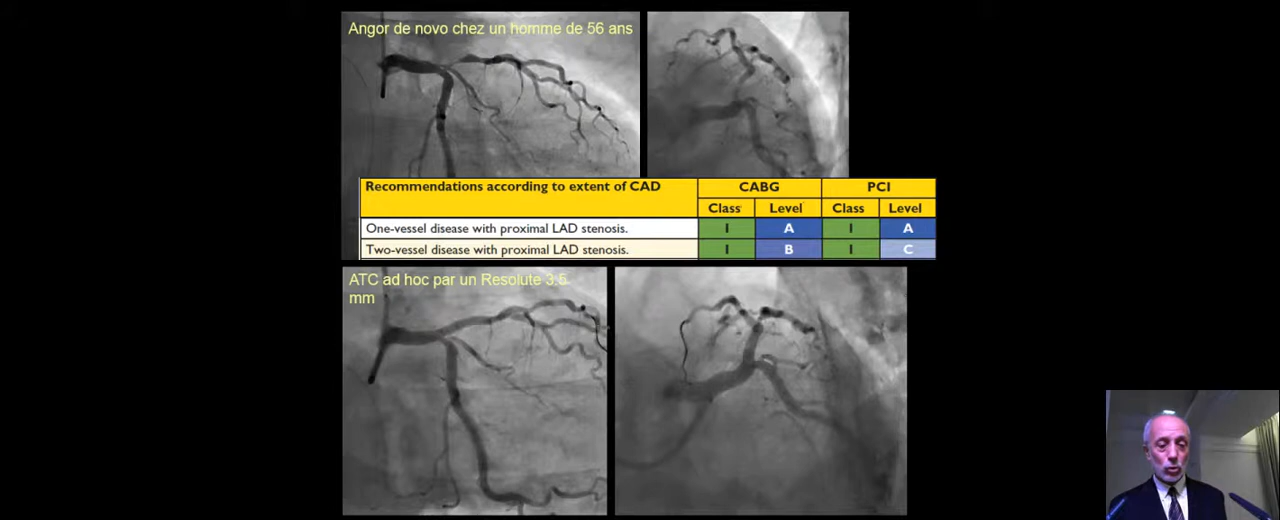 Angor de novo chez un homme de 56 ans
Recommendations according to extent of CAD CABG PCI
Class Level Class Level
One-vessel disease with proximal LAD stenosis. I A I A
Two-vessel disease with proximal LAD stenosis. I B I C
ATC ad hoc par un Resolute 3.5
mm